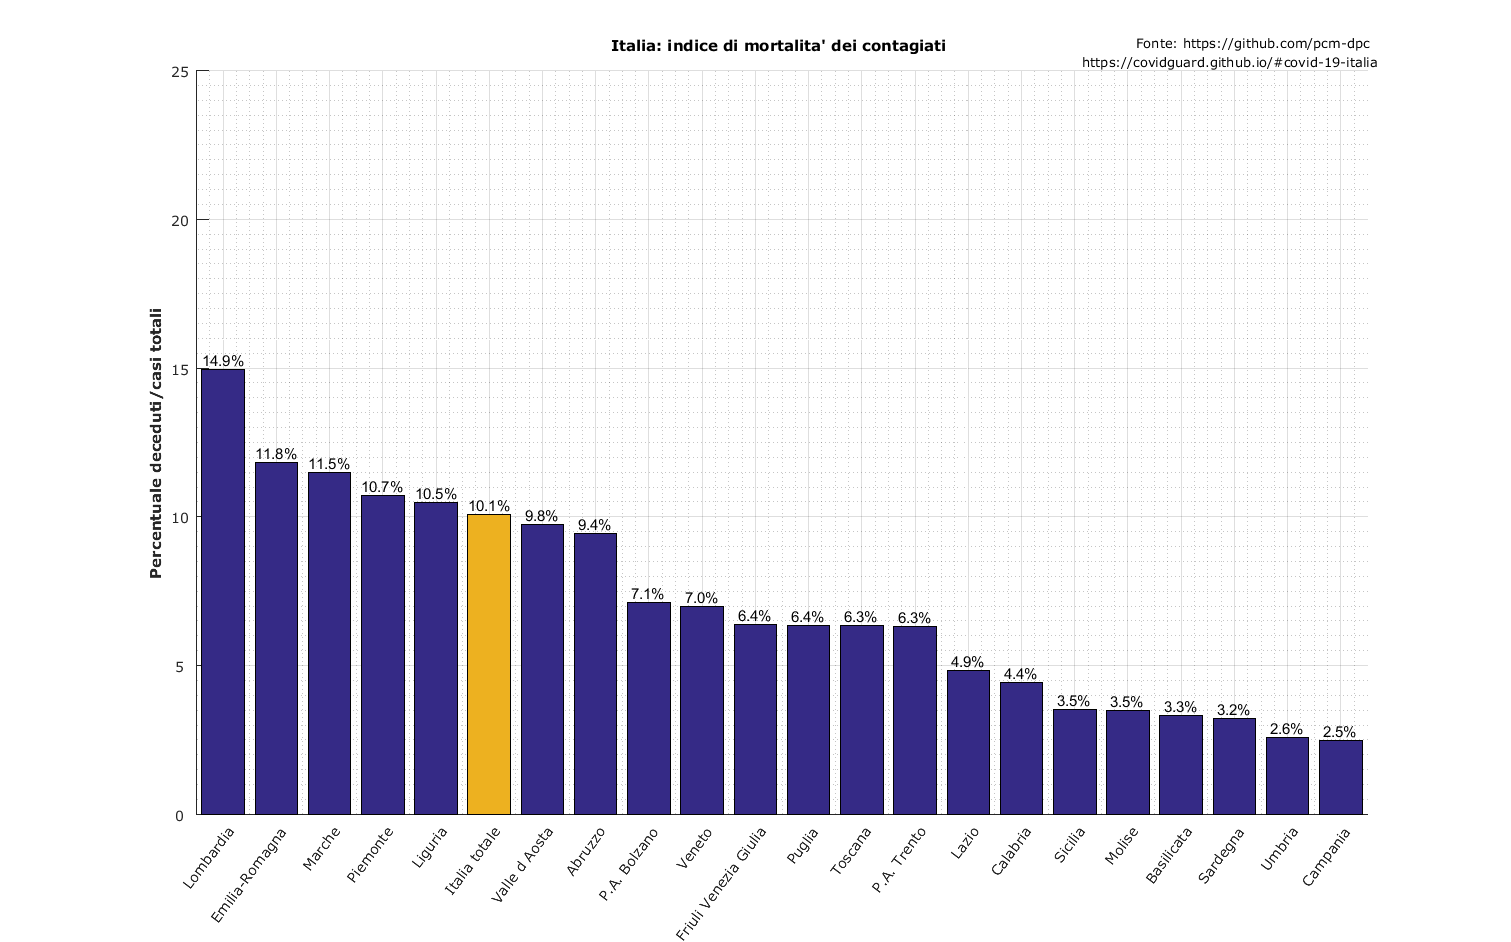 Italia: indice di mortalita' dei contagiati
Fonte: https://github.com/pcm-dpc
https://covidguard.github.io/#covid-19-italia
Percentuale deceduti/casi totali
25
20
15
10
5
0
14.9%
11.8%
11.5%
10.7%
10.5%
10.1%
9.8%
9.4%
7.1%
7.0%
6.4%
6.4%
6.3%
6.3%
4.9%
4.4%
3.5%
3.5%
3.3%
3.2%
2.6%
2.5%
Lombardia
Emilia-Romagna
Marche
Piemonte
Liguria
Italia totale
Valle d Aosta
Abruzzo
P.A. Bolzano
Veneto
Friuli Venezia Giulia
Puglia
Toscana
P.A. Trento
Lazio
Calabria
Sicilia
Molise
Basilicata
Sardegna
Umbria
Campania